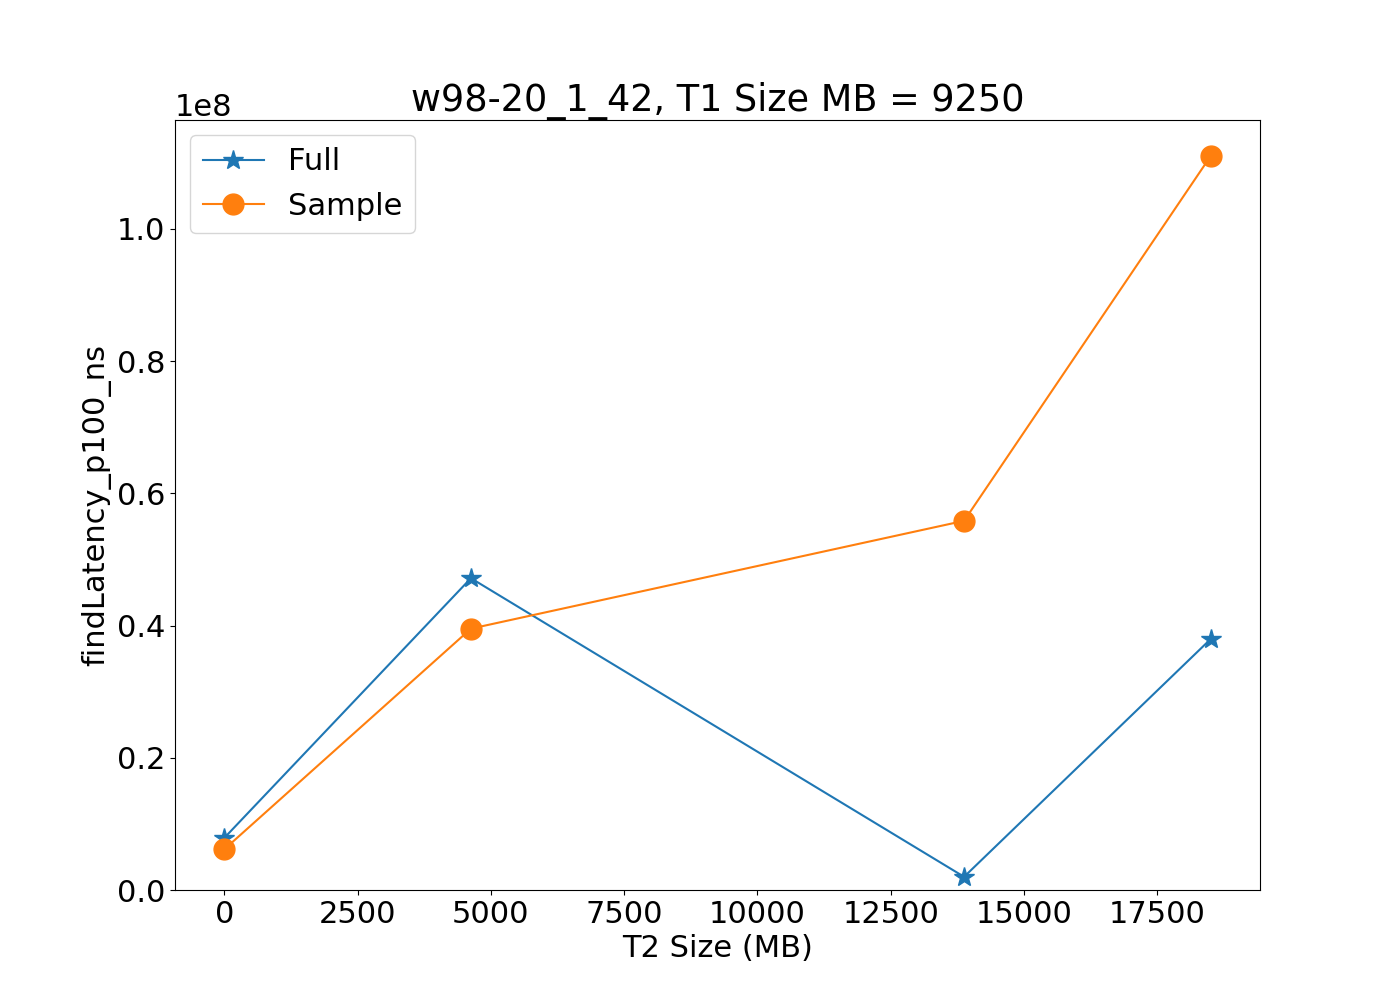 w98-20_1_42, T1 Size MB = 9250
1e8
Full
Sample
1.0
0.8
0.6
0.4
0.2
0.0
findLatency_p100_ns
0 2500 5000 7500 10000 12500 15000 17500
T2 Size (MB)